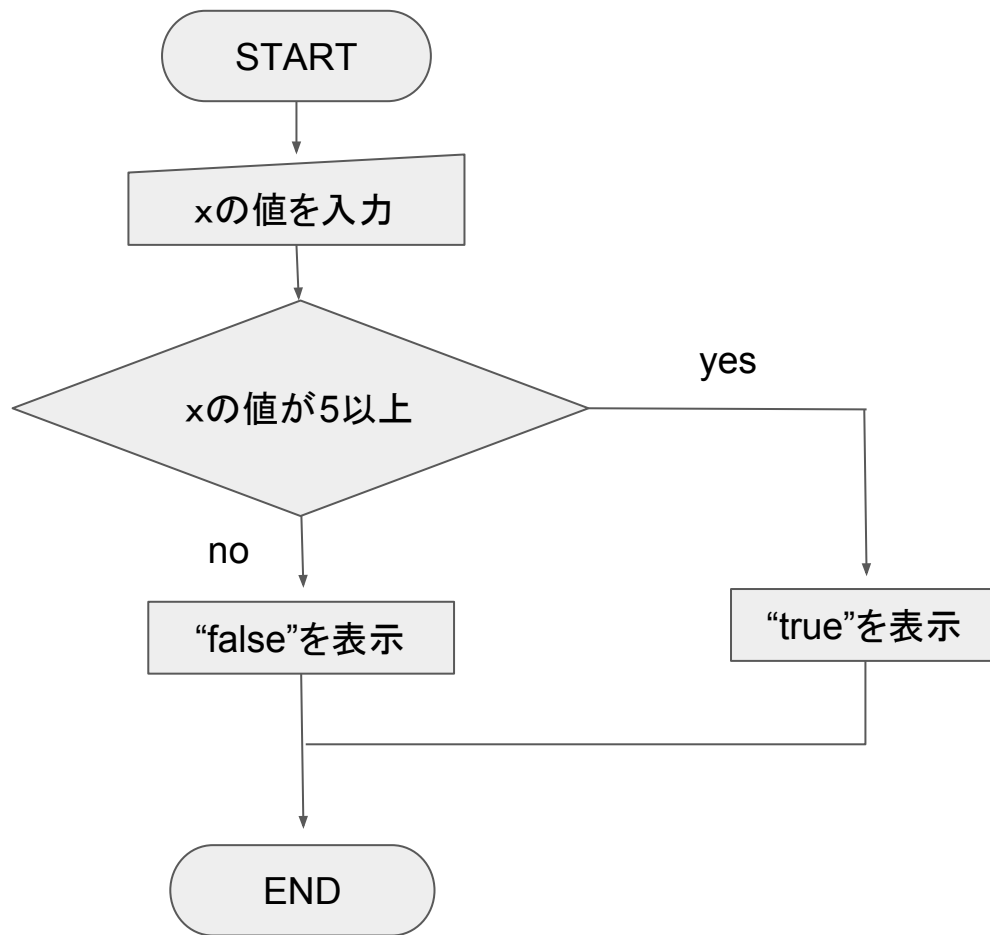 START
xの値を入力
xの値が5以上
yes
no
“false”を表示
“true”を表示
END